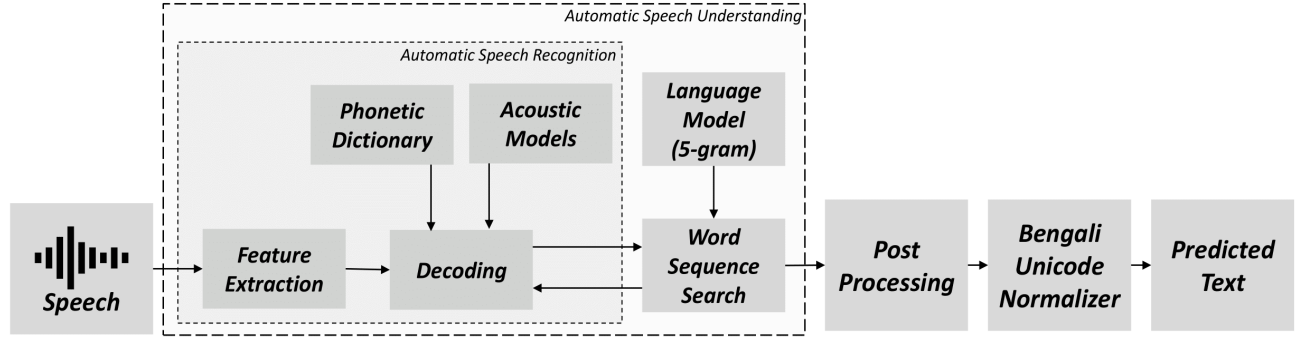 Automatic Speech Understanding
Automatic Speech Recognition
Phonetic
Dictionary
Acoustic
Models
Language
Model
(5-gram)
Speech
Feature
Extraction
Decoding
Word
Sequence
Search
Post
Processing
Bengali
Unicode
Normalizer
Predicted
Text